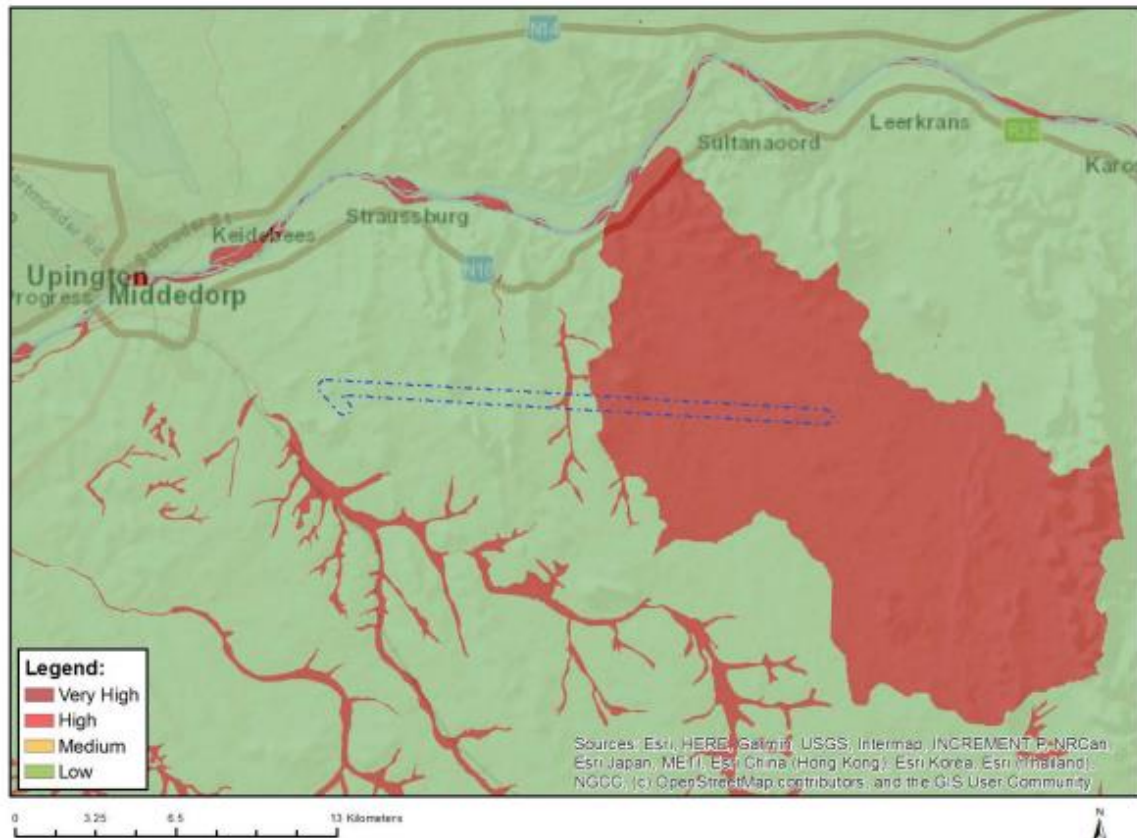 N14
Leerkrans
Sultanaoord
Karos
Straussburg
Keidebees
N10
Upington
Progress
Middedorp
Legend:
Very High
High
Medium
Low
Sources: Esri, HERE, Garmin, USGS, Intermap, INCREMENT P, NRCan,
Esri Japan, METI, Esri China (Hong Kong), Esri Korea, Esri (Thailand),
NGCC, (c) OpenStreetMap contributors, and the GIS User Community
0 3.25 6.5 13 Kilometers
N